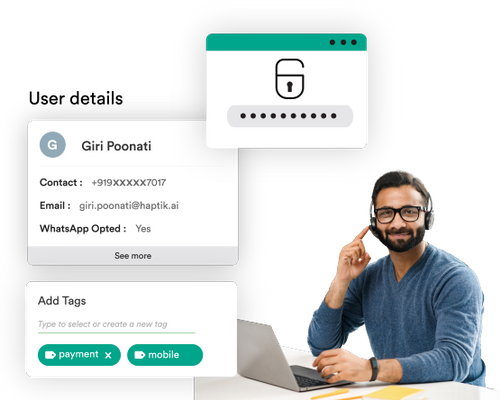 User details
G
Giri Poonati
Contact : +919XXXXX7017
Email : giri.poonati@haptik.ai
WhatsApp Opted : Yes
See more
Add Tags
Type to select or create a new tag
payment ×
mobile